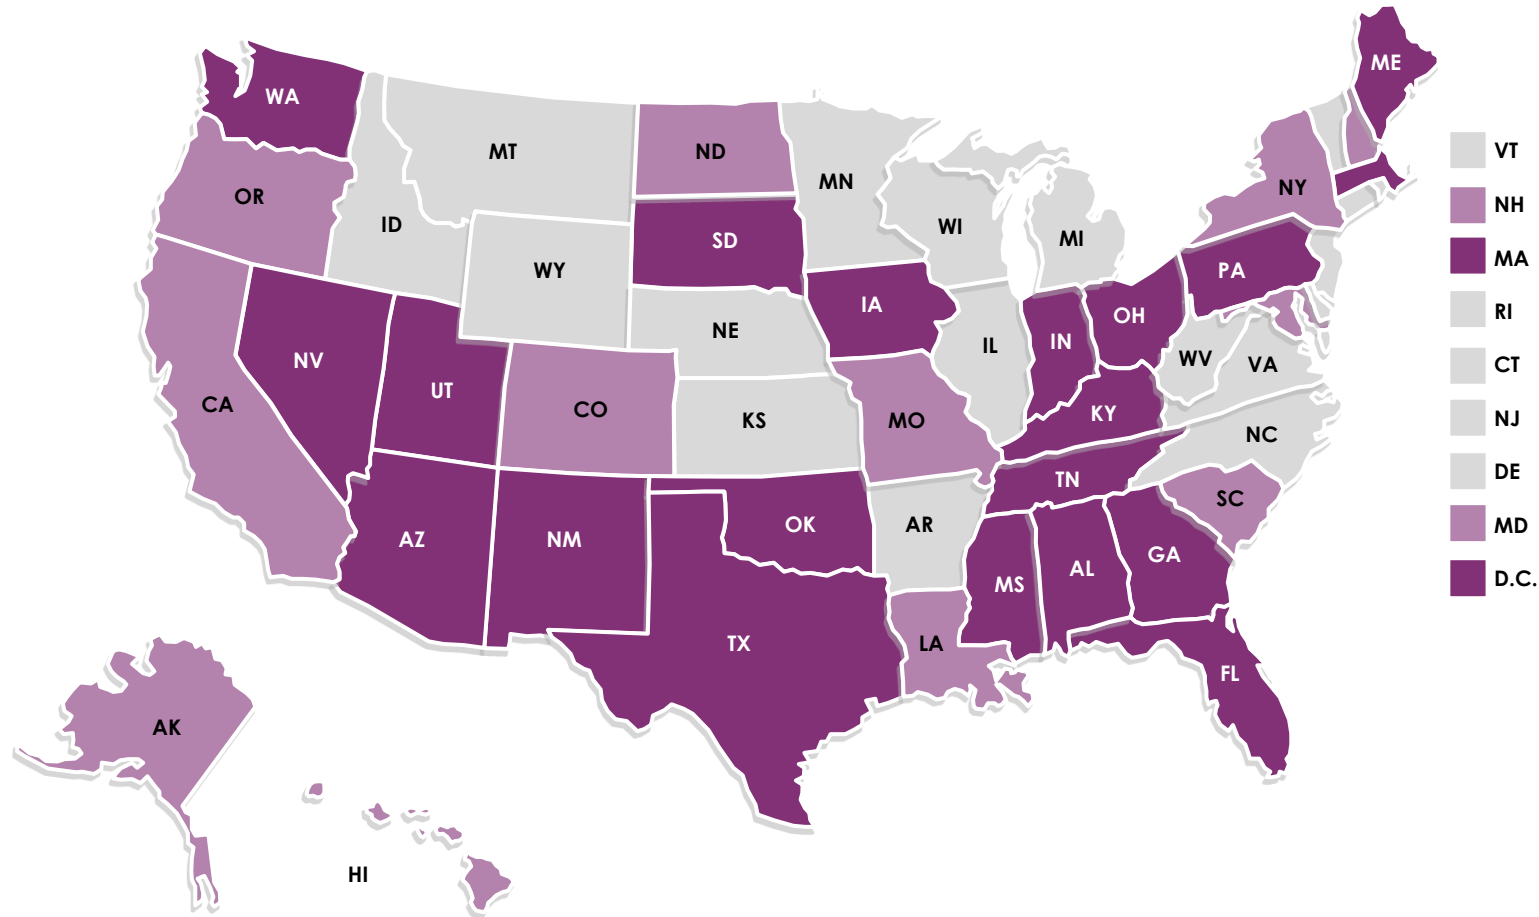 ME
WA
MT
ND
MN
VT
OR
NY
NH
ID
WI
MI
SD
MA
WY
PA
IA
OH
RI
NE
IN
IL
NV
WV
VA
CT
UT
CA
CO
KY
NJ
KS
MO
NC
TN
DE
SC
OK
AR
MD
AZ
NM
GA
AL
MS
D.C.
TX
LA
FL
AK
HI